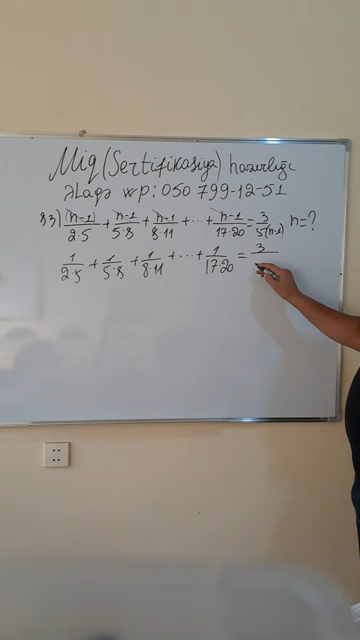 Miq (Sertifikasiya) hazırlığı
Əlaqə wp: 050 799-12-51
83) (n-1)/2·5 + n-1/5·8 + n-1/8·11 + ... + n-1/17·20 = 3/5(n-1) n=?
1/2·5 + 1/5·8 + 1/8·11 + ... + 1/17·20 = 3/